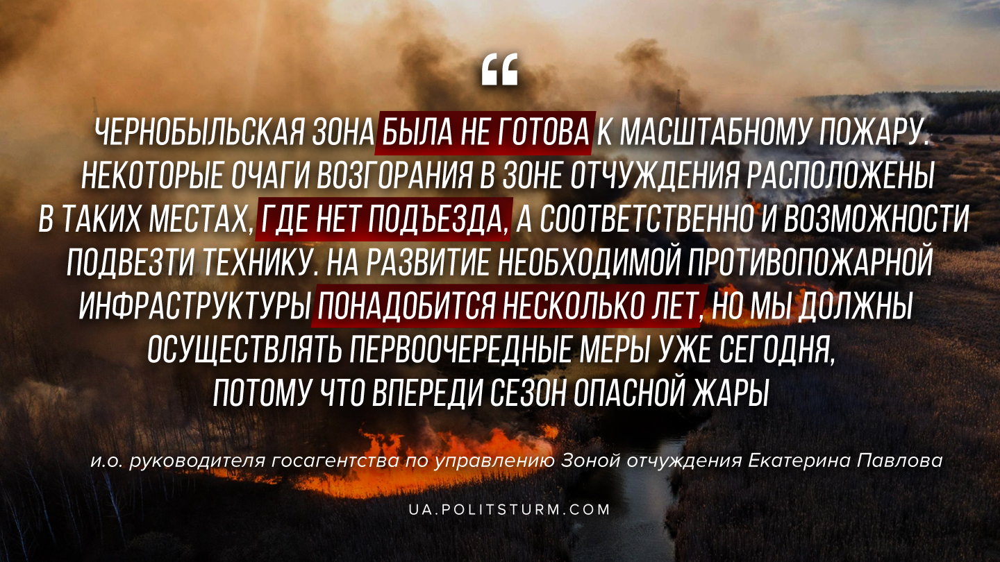 “
ЧЕРНОБЫЛЬСКАЯ ЗОНА БЫЛА НЕ ГОТОВА К МАСШТАБНОМУ ПОЖАРУ.
НЕКОТОРЫЕ ОЧАГИ ВОЗГОРАНИЯ В ЗОНЕ ОТЧУЖДЕНИЯ РАСПОЛОЖЕНЫ
В ТАКИХ МЕСТАХ, ГДЕ НЕТ ПОДЪЕЗДА, А СООТВЕТСТВЕННО И ВОЗМОЖНОСТИ
ПОДВЕЗТИ ТЕХНИКУ. НА РАЗВИТИЕ НЕОБХОДИМОЙ ПРОТИВОПОЖАРНОЙ
ИНФРАСТРУКТУРЫ ПОНАДОБИТСЯ НЕСКОЛЬКО ЛЕТ, НО МЫ ДОЛЖНЫ
ОСУЩЕСТВЛЯТЬ ПЕРВООЧЕРЕДНЫЕ МЕРЫ УЖЕ СЕГОДНЯ,
ПОТОМУ ЧТО ВПЕРЕДИ СЕЗОН ОПАСНОЙ ЖАРЫ
и.о. руководителя госагентства по управлению Зоной отчуждения Екатерина Павлова
UA.POLITSTURM.COM